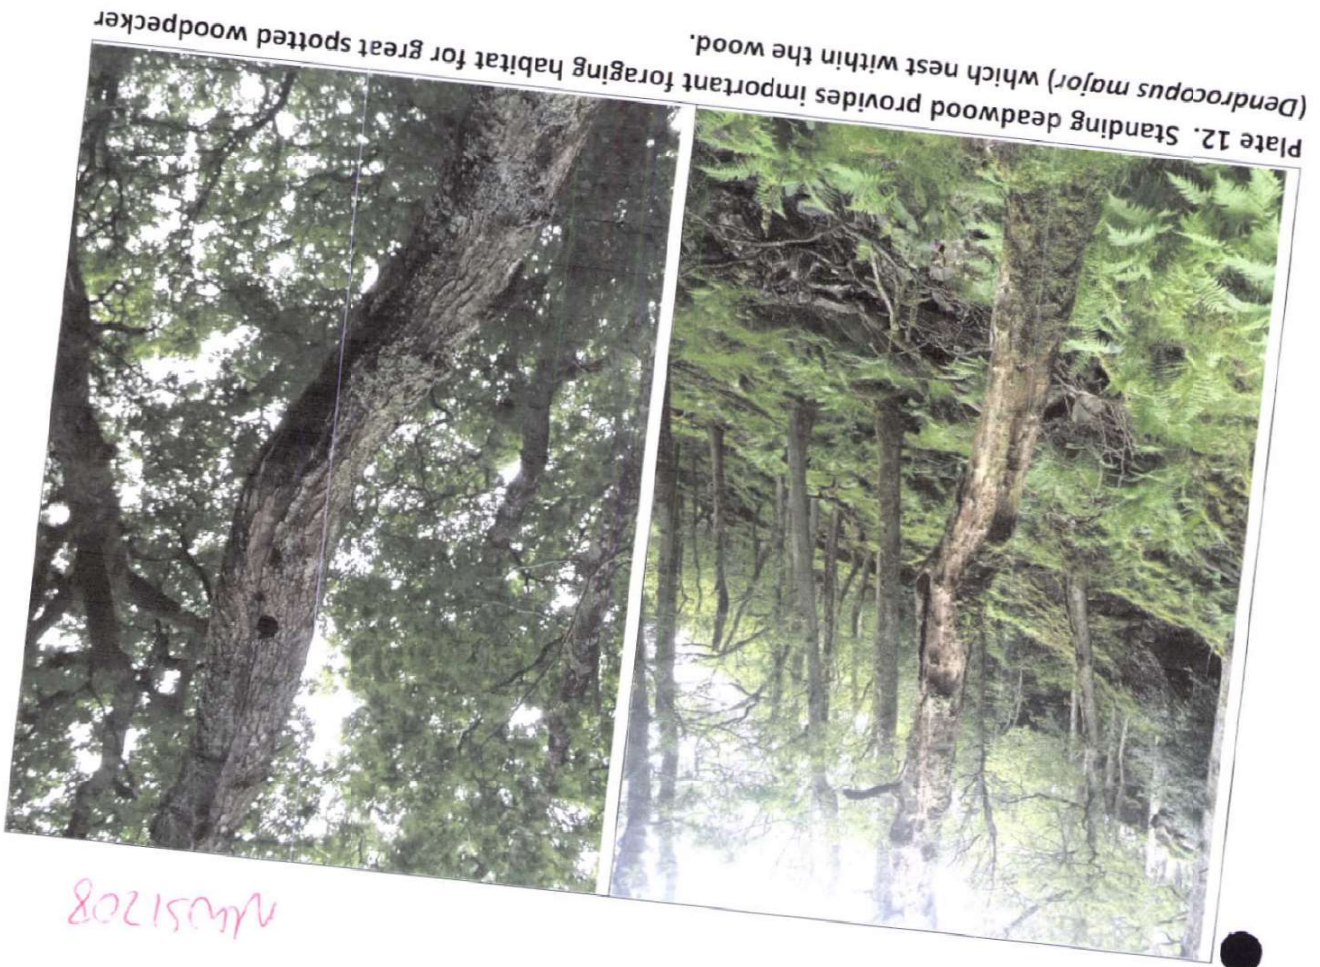 Plate 12. Standing deadwood provides important foraging habitat for great spotted woodpecker
(Dendrocopus major) which nest within the wood.